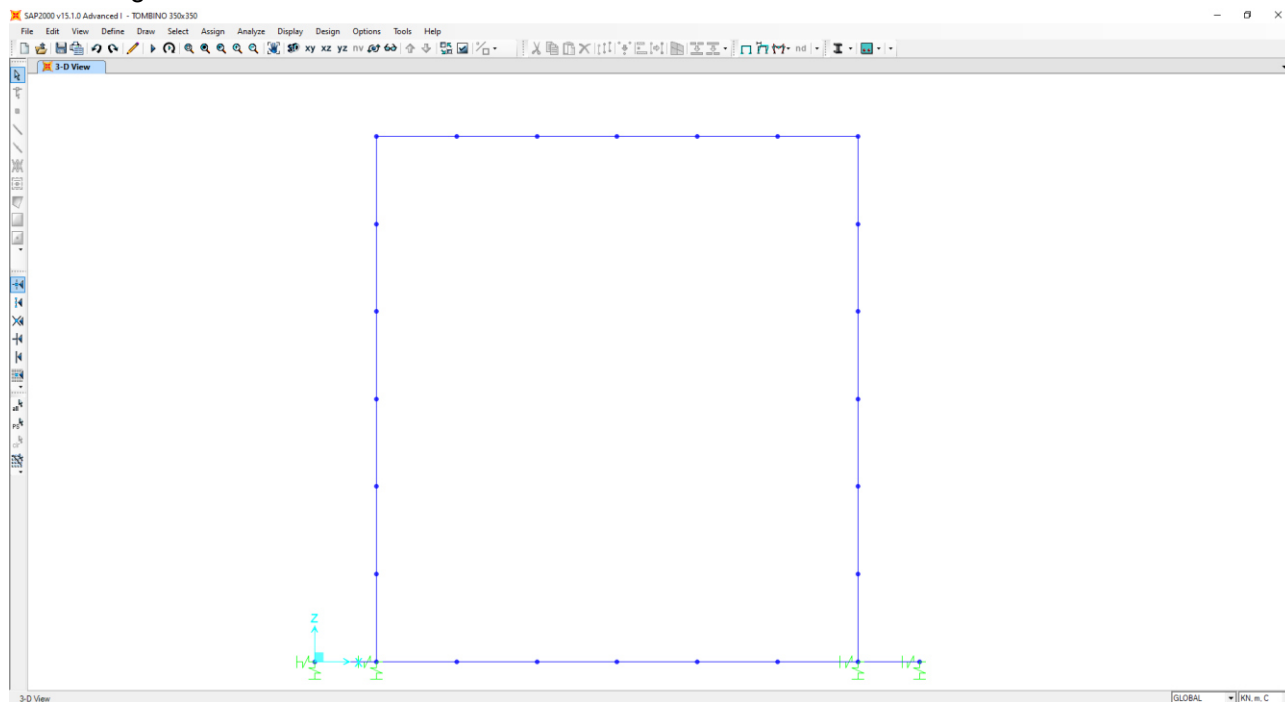 SAP2000 v15.1.0 Advanced I - TOMBINO 350x350
File Edit View Define Draw Select Assign Analyze Display Design Options Tools Help
xy xz yz nv nd
3-D View
Z
3-D View GLOBAL KN, m, C